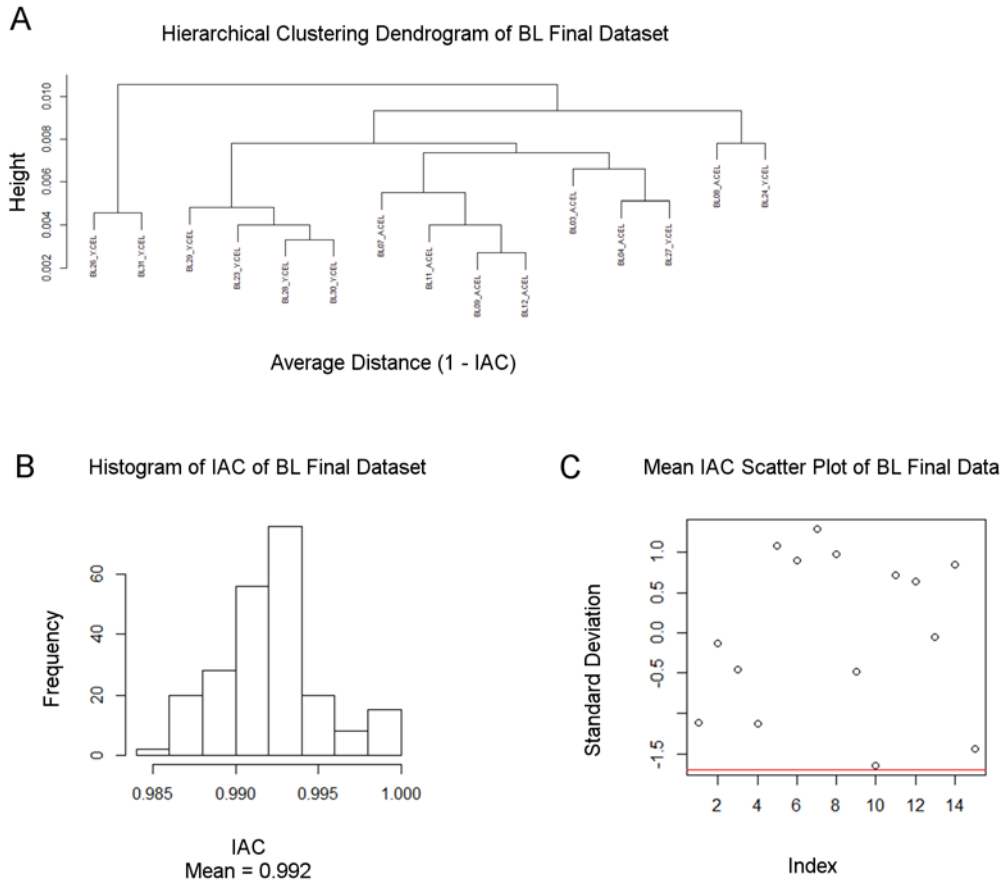 A
Hierarchical Clustering Dendrogram of BL Final Dataset
Height
0.002 0.004 0.006 0.008 0.010
BL26_Y.CEL
BL31_Y.CEL
BL29_Y.CEL
BL23_Y.CEL
BL28_Y.CEL
BL30_Y.CEL
BL07_A.CEL
BL11_A.CEL
BL09_A.CEL
BL12_A.CEL
BL03_A.CEL
BL04_A.CEL
BL27_Y.CEL
BL08_A.CEL
BL24_Y.CEL
Average Distance (1 - IAC)
B
Histogram of IAC of BL Final Dataset
Frequency
0 20 40 60
0.985 0.990 0.995 1.000
IAC
Mean = 0.992
C
Mean IAC Scatter Plot of BL Final Data
Standard Deviation
-1.5 -0.5 0.0 0.5 1.0
2 4 6 8 10 12 14
Index